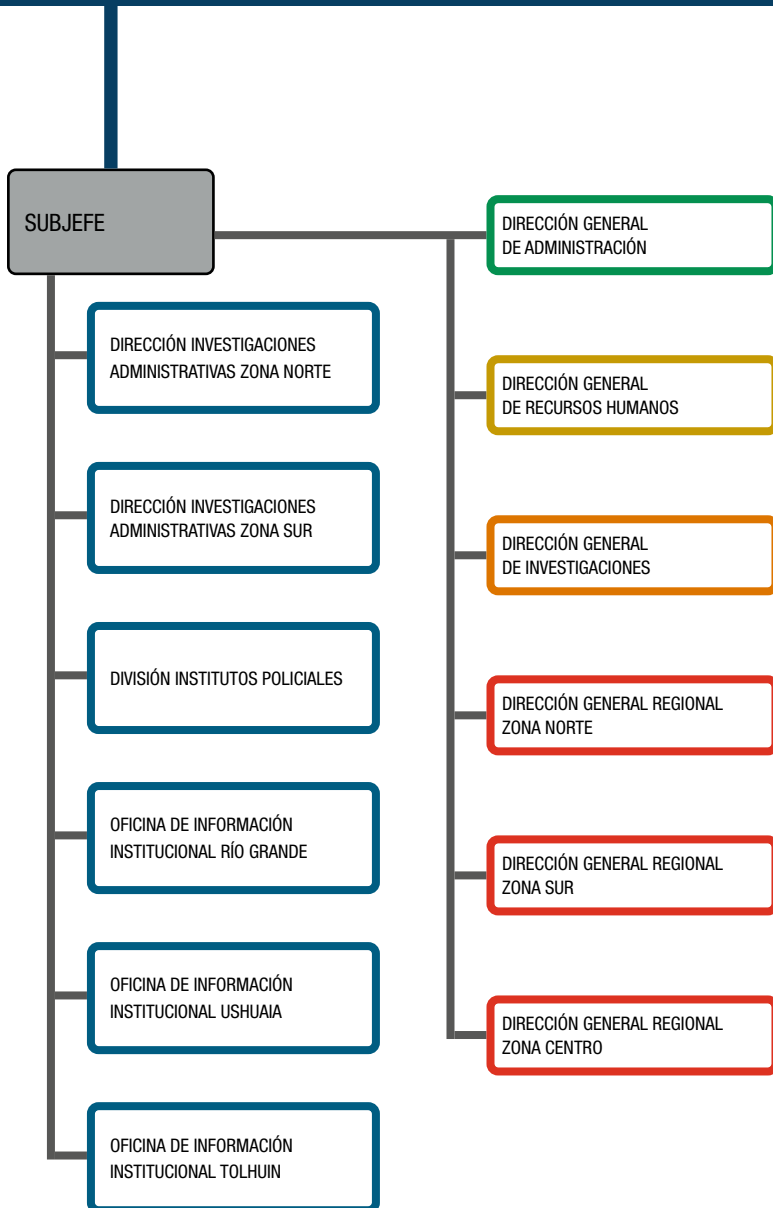 SUBJEFE
DIRECCIÓN INVESTIGACIONES
ADMINISTRATIVAS ZONA NORTE
DIRECCIÓN INVESTIGACIONES
ADMINISTRATIVAS ZONA SUR
DIVISIÓN INSTITUTOS POLICIALES
OFICINA DE INFORMACIÓN
INSTITUCIONAL RÍO GRANDE
OFICINA DE INFORMACIÓN
INSTITUCIONAL USHUAIA
OFICINA DE INFORMACIÓN
INSTITUCIONAL TOLHUIN
DIRECCIÓN GENERAL
DE ADMINISTRACIÓN
DIRECCIÓN GENERAL
DE RECURSOS HUMANOS
DIRECCIÓN GENERAL
DE INVESTIGACIONES
DIRECCIÓN GENERAL REGIONAL
ZONA NORTE
DIRECCIÓN GENERAL REGIONAL
ZONA SUR
DIRECCIÓN GENERAL REGIONAL
ZONA CENTRO